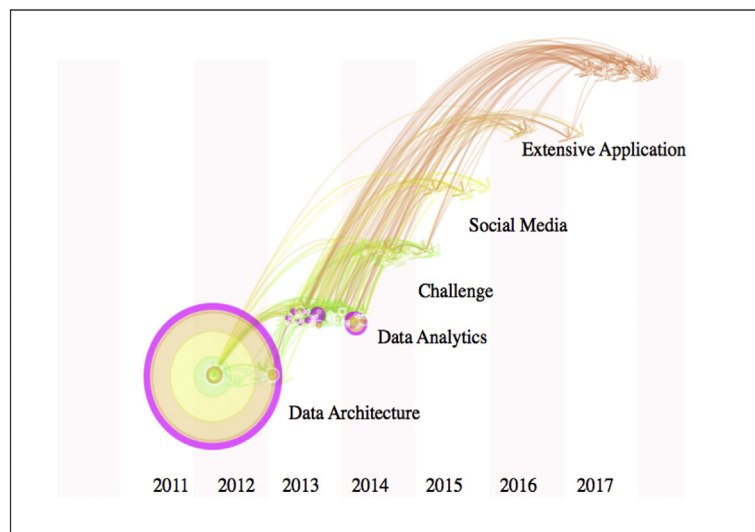 Extensive Application
Social Media
Challenge
Data Analytics
Data Architecture
2011 2012 2013 2014 2015 2016 2017